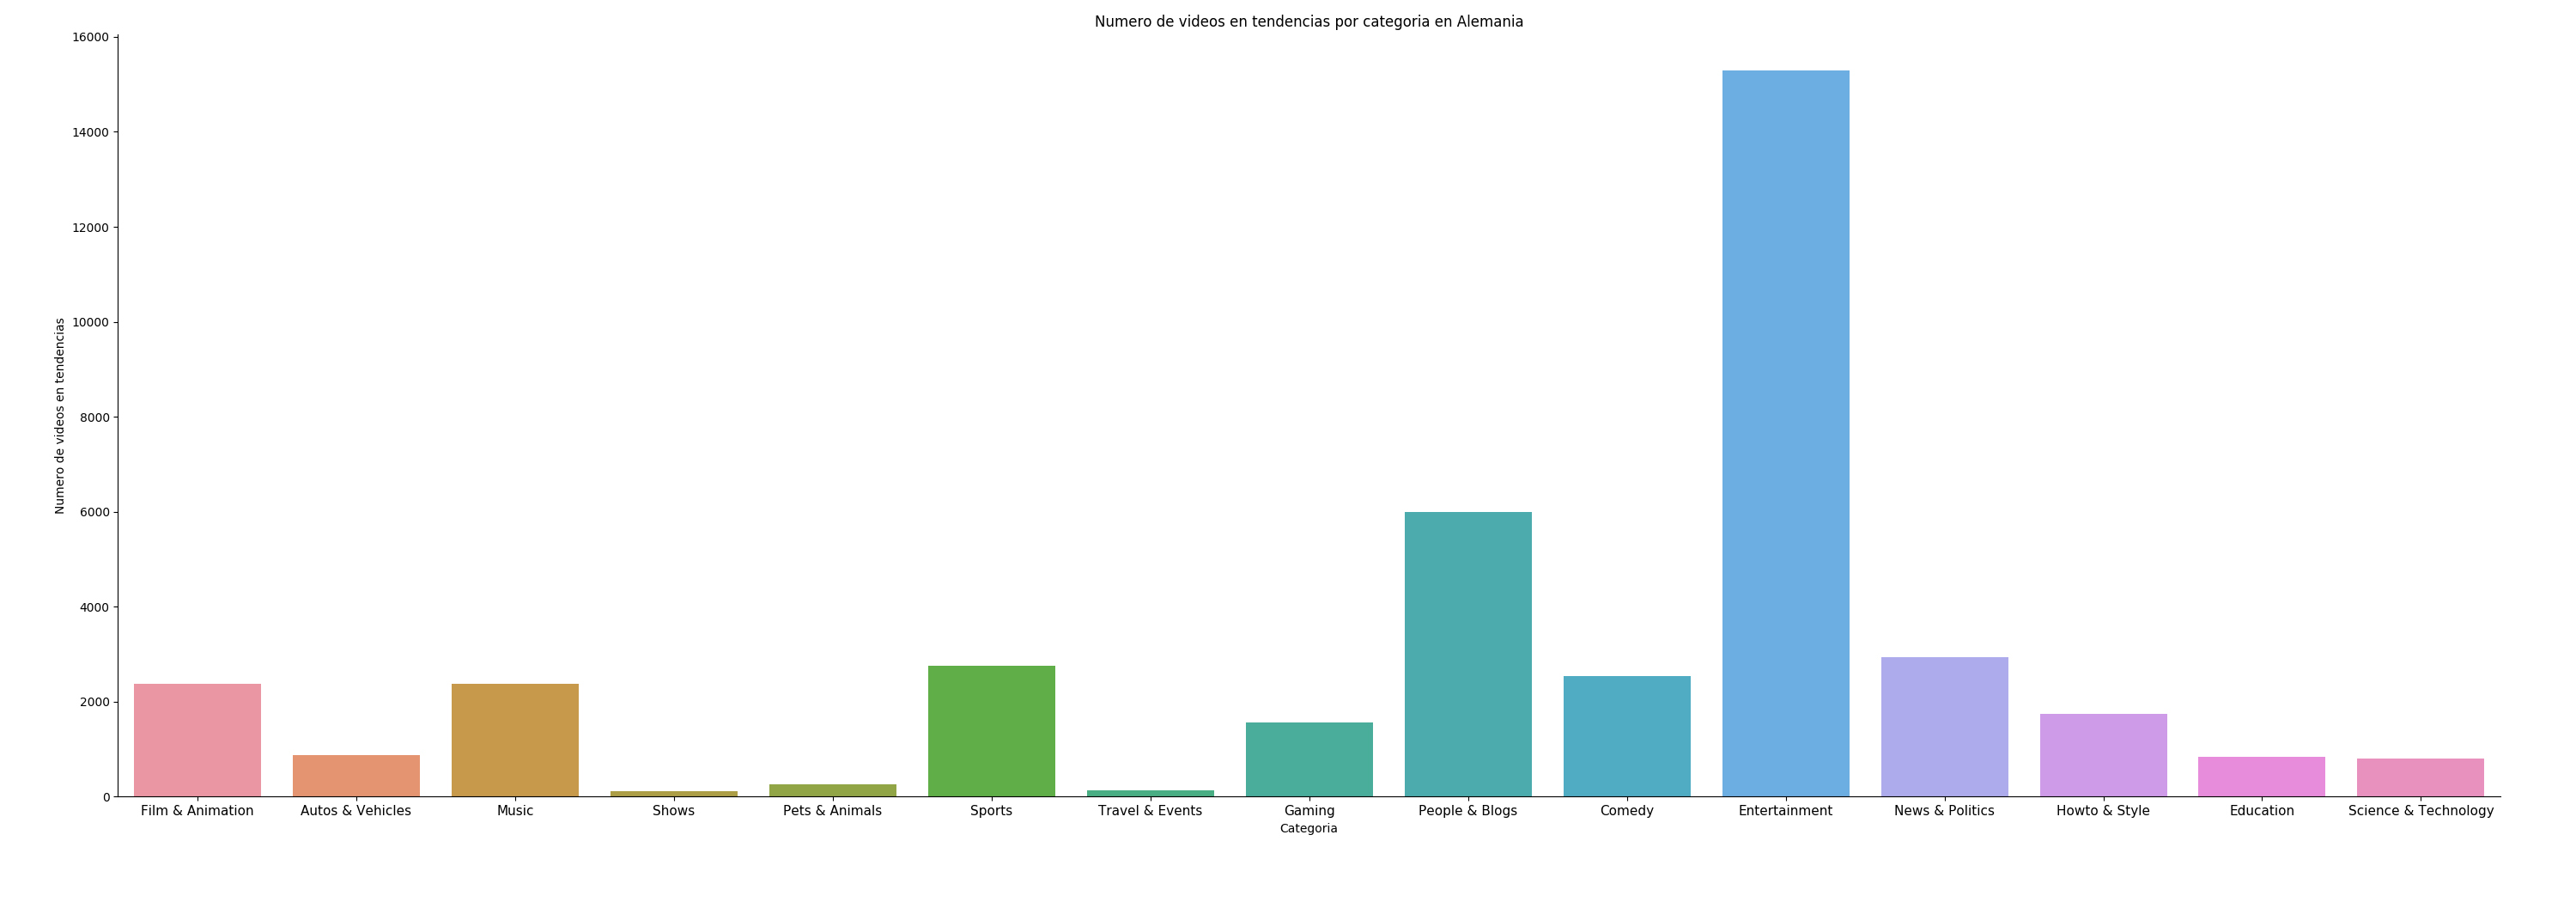 Numero de videos en tendencias por categoria en Alemania
Numero de videos en tendencias
16000
14000
12000
10000
8000
6000
4000
2000
0
Film & Animation Autos & Vehicles Music Shows Pets & Animals Sports Travel & Events Gaming People & Blogs Comedy Entertainment News & Politics Howto & Style Education Science & Technology
Categoria